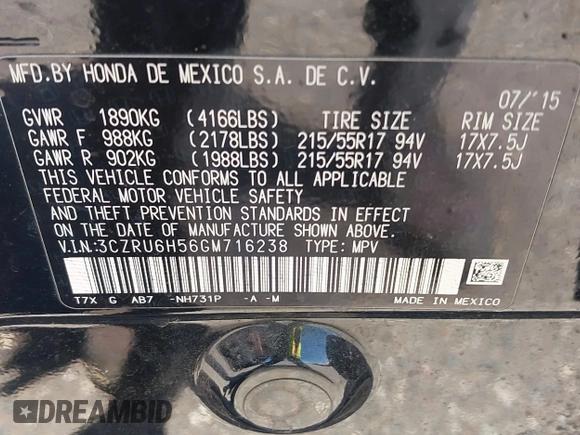 MFD.BY HONDA DE MEXICO S.A. DE C.V.
07/'15
GVWR 1890KG (4166LBS) TIRE SIZE RIM SIZE
GAWR F 988KG (2178LBS) 215/55R17 94V 17X7.5J
GAWR R 902KG (1988LBS) 215/55R17 94V 17X7.5J
THIS VEHICLE CONFORMS TO ALL APPLICABLE
FEDERAL MOTOR VEHICLE SAFETY
AND THEFT PREVENTION STANDARDS IN EFFECT
ON THE DATE OF MANUFACTURE SHOWN ABOVE.
V.I.N:3CZRU6H56GM716238 TYPE: MPV
T7X G AB7 -NH731P -A -M MADE IN MEXICO
DREAMBID